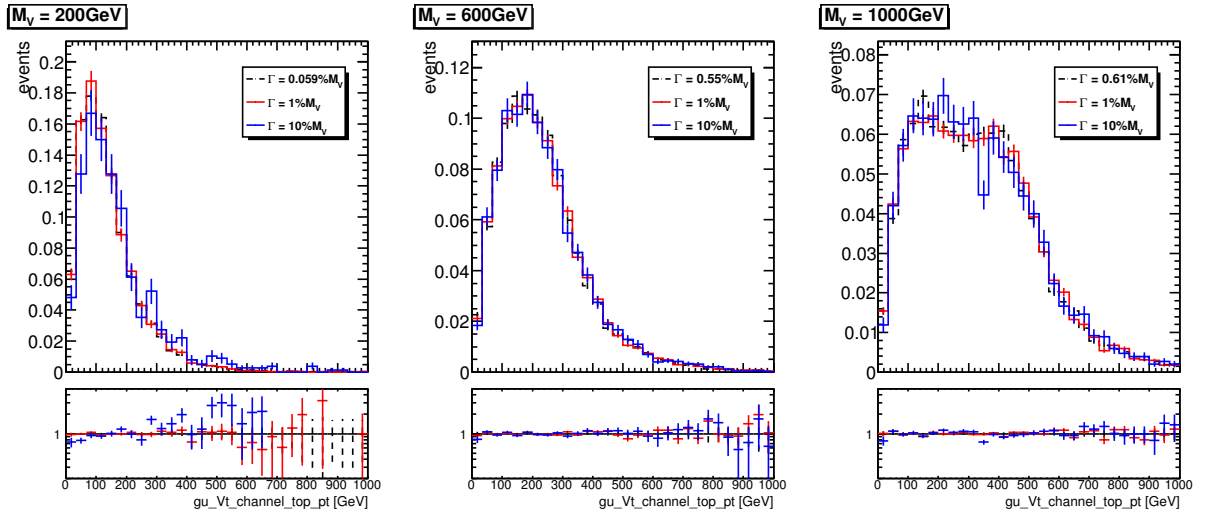 M_V = 200GeV
events
0.2
0.18
0.16
0.14
0.12
0.1
0.08
0.06
0.04
0.02
0
Γ = 0.059%M_V
Γ = 1%M_V
Γ = 10%M_V
1
0 100 200 300 400 500 600 700 800 900 1000
gu_Vt_channel_top_pt [GeV]
M_V = 600GeV
events
0.12
0.1
0.08
0.06
0.04
0.02
0
Γ = 0.55%M_V
Γ = 1%M_V
Γ = 10%M_V
1
0 100 200 300 400 500 600 700 800 900 1000
gu_Vt_channel_top_pt [GeV]
M_V = 1000GeV
events
0.08
0.07
0.06
0.05
0.04
0.03
0.02
0.01
0
Γ = 0.61%M_V
Γ = 1%M_V
Γ = 10%M_V
1
0 100 200 300 400 500 600 700 800 900 1000
gu_Vt_channel_top_pt [GeV]